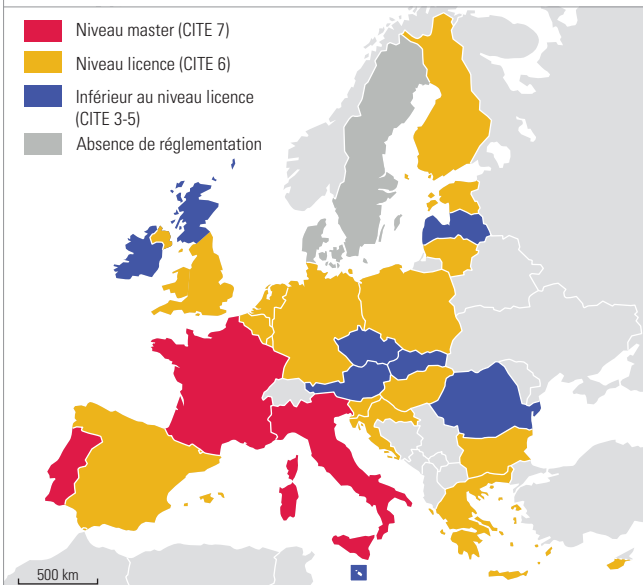 Niveau master (CITE 7)
Niveau licence (CITE 6)
Inférieur au niveau licence
(CITE 3-5)
Absence de réglementation
500 km